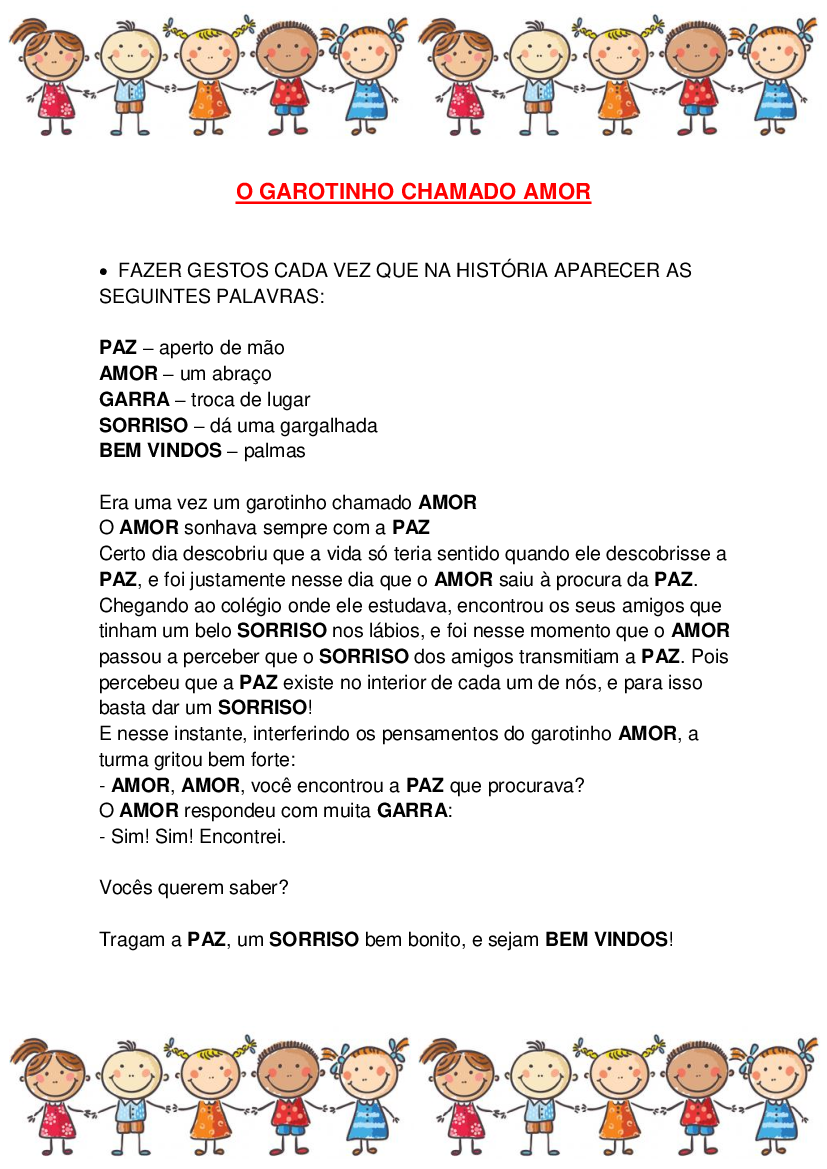 O GAROTINHO CHAMADO AMOR
• FAZER GESTOS CADA VEZ QUE NA HISTÓRIA APARECER AS
SEGUINTES PALAVRAS:
PAZ – aperto de mão
AMOR – um abraço
GARRA – troca de lugar
SORRISO – dá uma gargalhada
BEM VINDOS – palmas
Era uma vez um garotinho chamado AMOR
O AMOR sonhava sempre com a PAZ
Certo dia descobriu que a vida só teria sentido quando ele descobrisse a
PAZ, e foi justamente nesse dia que o AMOR saiu à procura da PAZ.
Chegando ao colégio onde ele estudava, encontrou os seus amigos que
tinham um belo SORRISO nos lábios, e foi nesse momento que o AMOR
passou a perceber que o SORRISO dos amigos transmitiam a PAZ. Pois
percebeu que a PAZ existe no interior de cada um de nós, e para isso
basta dar um SORRISO!
E nesse instante, interferindo os pensamentos do garotinho AMOR, a
turma gritou bem forte:
- AMOR, AMOR, você encontrou a PAZ que procurava?
O AMOR respondeu com muita GARRA:
- Sim! Sim! Encontrei.
Vocês querem saber?
Tragam a PAZ, um SORRISO bem bonito, e sejam BEM VINDOS!